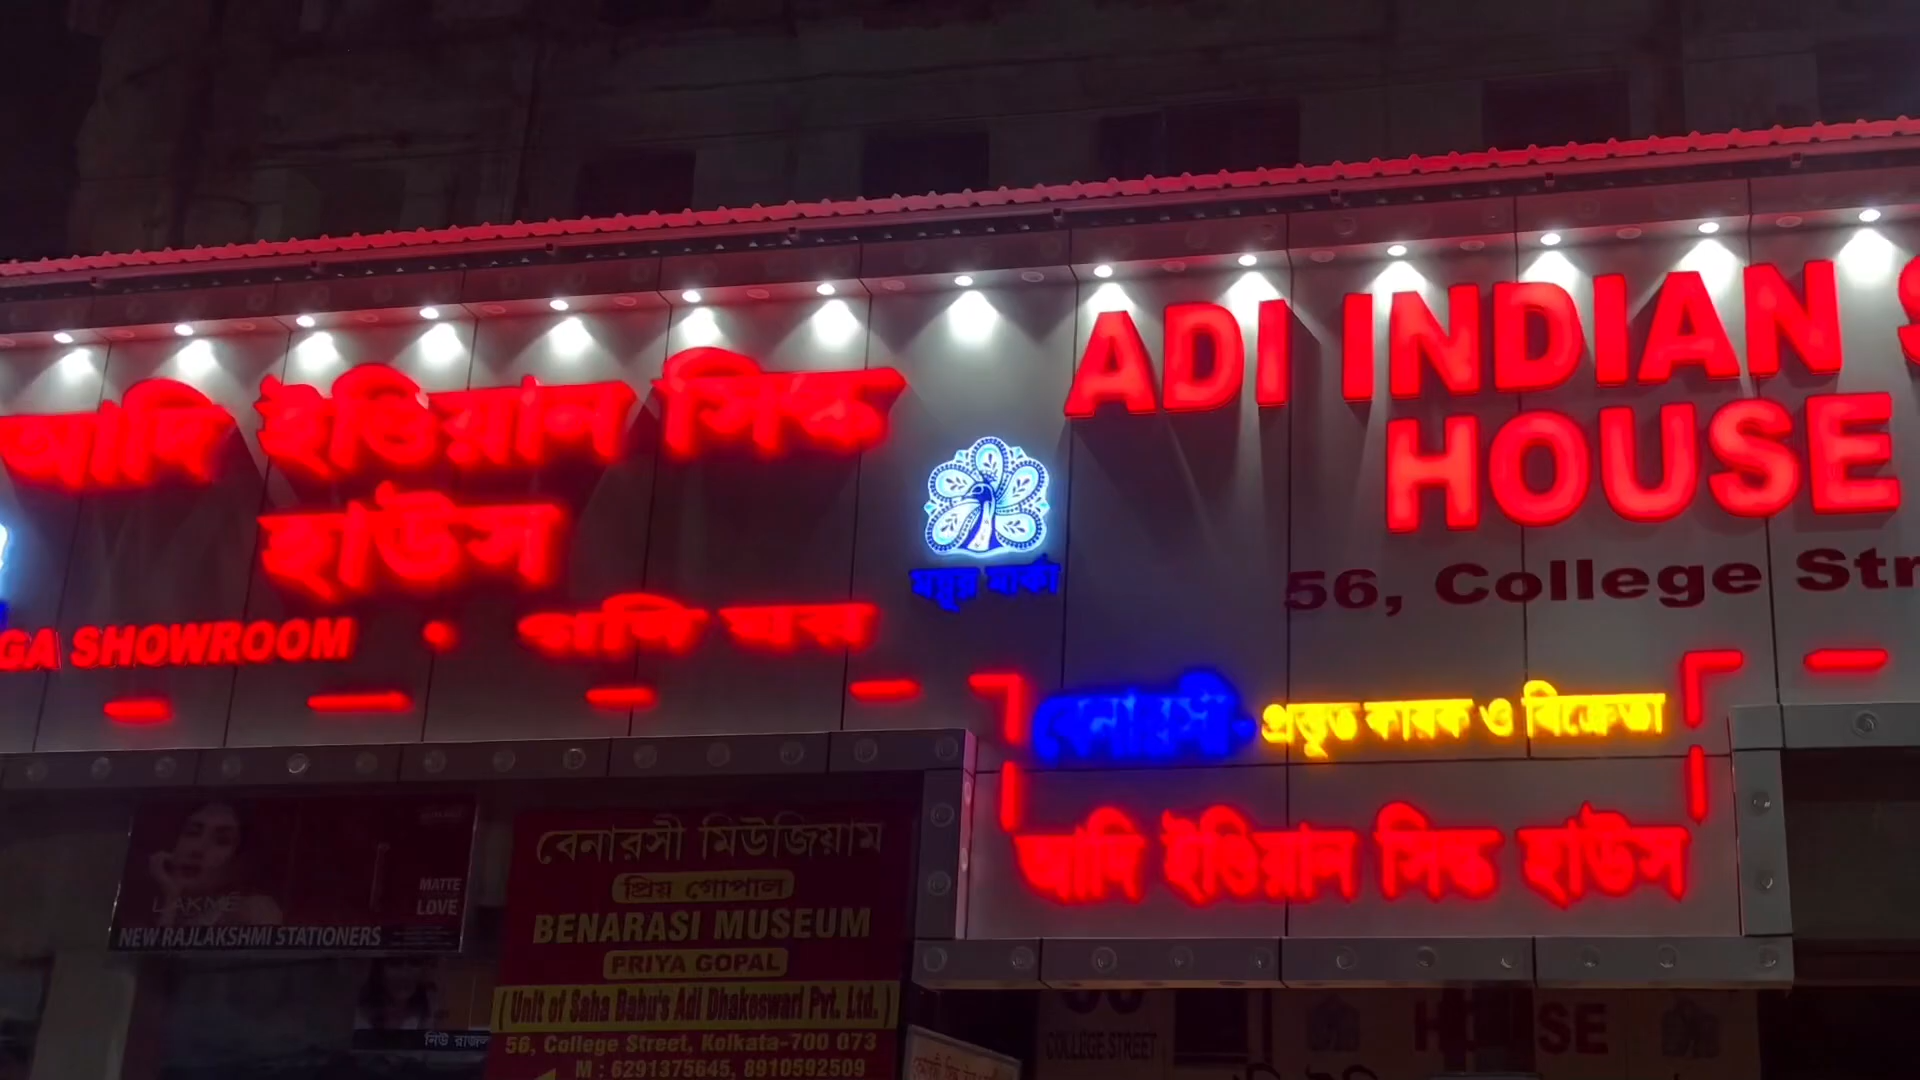 আদি ইণ্ডিয়ান সিল্ক
হাউস
GA SHOWROOM
ময়ূর মার্কা
ADI INDIAN S
HOUSE
56, College Str
বেনারসী
প্রস্তুত কারক ও বিক্রেতা
আদি ইণ্ডিয়ান সিল্ক হাউস
LAKMÉ
MATTE
LOVE
NEW RAJLAKSHMI STATIONERS
বেনারসী মিউজিয়াম
প্রিয় গোপাল
BENARASI MUSEUM
PRIYA GOPAL
( Unit of Saha Babu's Adi Dhakeswari Pvt. Ltd. )
56, College Street, Kolkata-700 073
M : 6291375645, 8910592509
নিউ রাজল
COLLEGE STREET